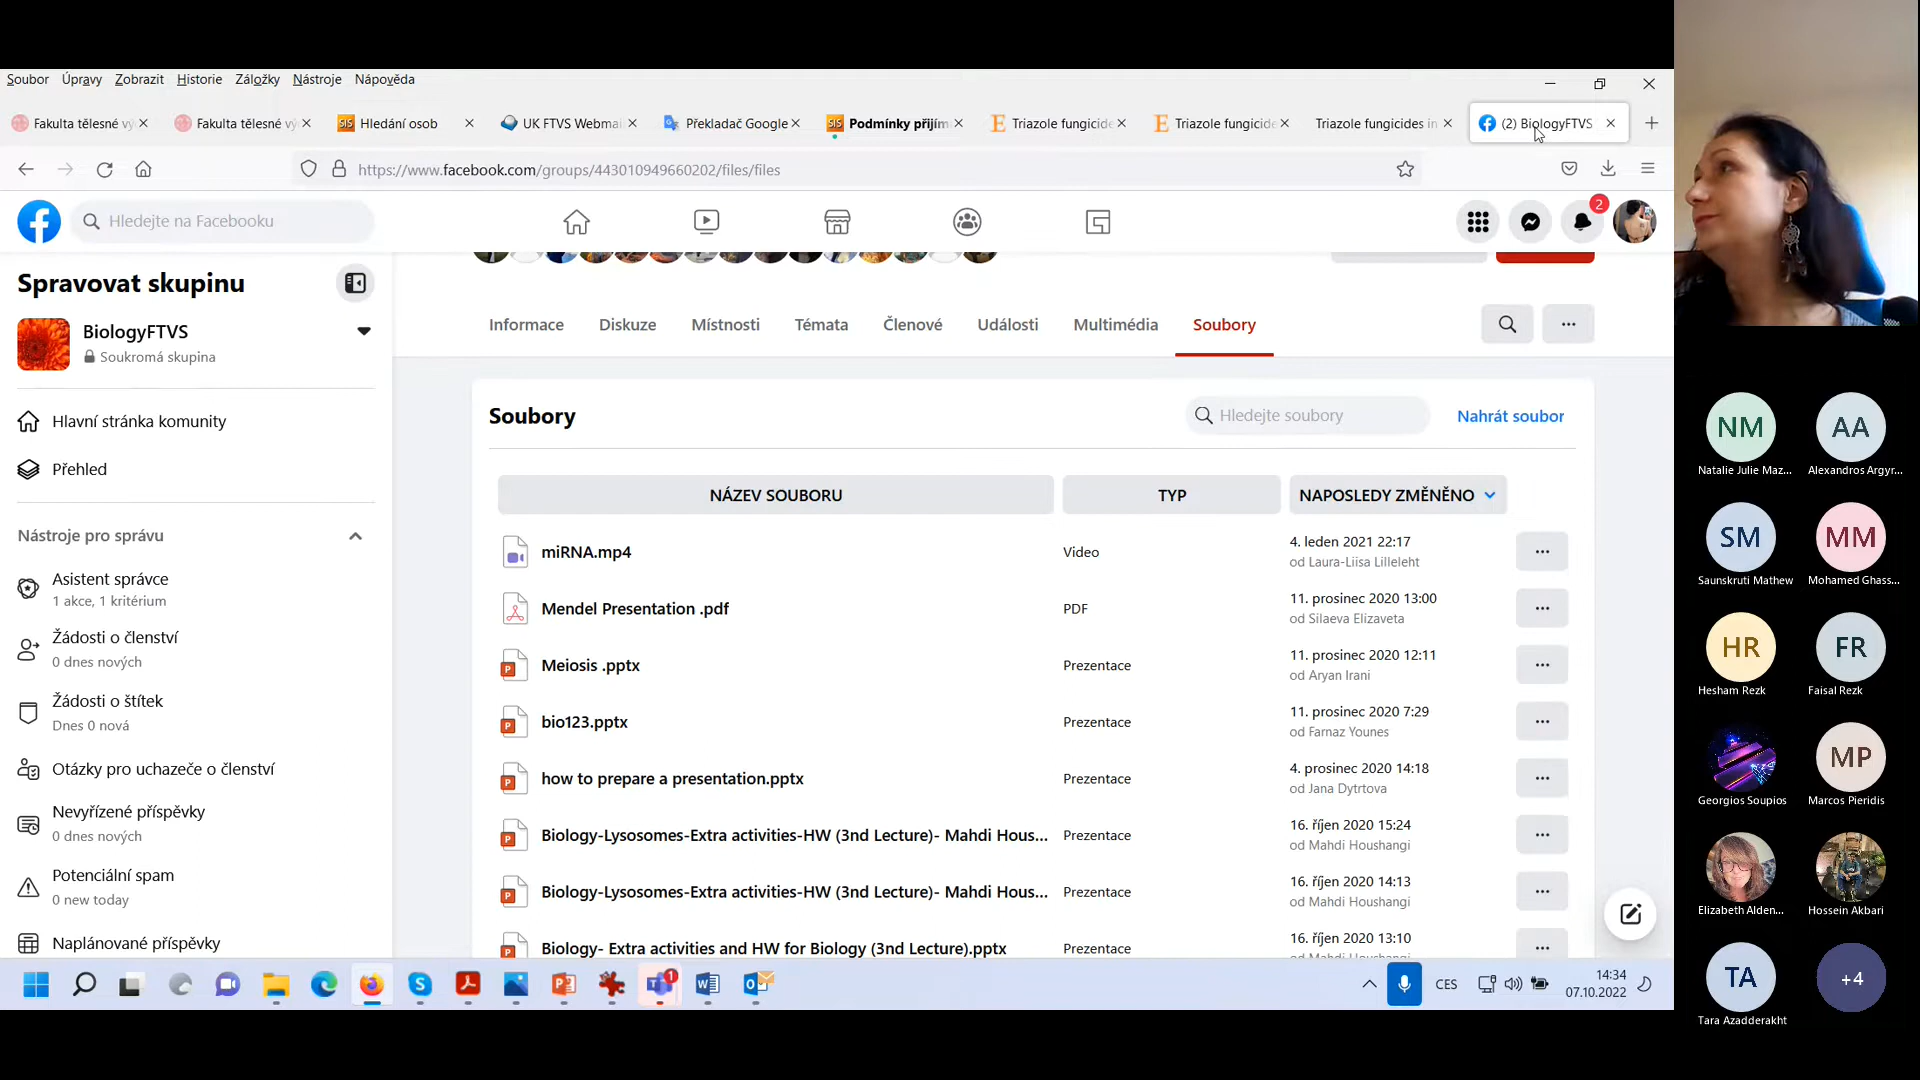 Soubor Úpravy Zobrazit Historie Záložky Nástroje Nápověda
Fakulta tělesné vý Fakulta tělesné vý Hledání osob UK FTVS Webmai Překladač Google Podmínky přijím Triazole fungicide Triazole fungicide Triazole fungicides in (2) BiologyFTVS
https://www.facebook.com/groups/443010949660202/files/files
Hledejte na Facebooku
2
Spravovat skupinu
BiologyFTVS
Soukromá skupina
Hlavní stránka komunity
Přehled
Nástroje pro správu
Asistent správce
1 akce, 1 kritérium
Žádosti o členství
0 dnes nových
Žádosti o štítek
Dnes 0 nová
Otázky pro uchazeče o členství
Nevyřízené příspěvky
0 dnes nových
Potenciální spam
0 new today
Naplánované příspěvky
Informace Diskuze Místnosti Témata Členové Události Multimédia Soubory
Soubory
Hledejte soubory
Nahrát soubor
NÁZEV SOUBORU TYP NAPOSLEDY ZMĚNĚNO
miRNA.mp4 Video 4. leden 2021 22:17
od Laura-Liisa Lilleleht
Mendel Presentation .pdf PDF 11. prosinec 2020 13:00
od Silaeva Elizaveta
Meiosis .pptx Prezentace 11. prosinec 2020 12:11
od Aryan Irani
bio123.pptx Prezentace 11. prosinec 2020 7:29
od Farnaz Younes
how to prepare a presentation.pptx Prezentace 4. prosinec 2020 14:18
od Jana Dytrtova
Biology-Lysosomes-Extra activities-HW (3nd Lecture)- Mahdi Hous... Prezentace 16. říjen 2020 15:24
od Mahdi Houshangi
Biology-Lysosomes-Extra activities-HW (3nd Lecture)- Mahdi Hous... Prezentace 16. říjen 2020 14:13
od Mahdi Houshangi
Biology- Extra activities and HW for Biology (3nd Lecture).pptx Prezentace 16. říjen 2020 13:10
CES
14:34
07.10.2022
NM AA
Natalie Julie Maz... Alexandros Argyr...
SM MM
Saunskruti Mathew Mohamed Ghass...
HR FR
Hesham Rezk Faisal Rezk
MP
Georgios Soupios Marcos Pieridis
Elizabeth Alden... Hossein Akbari
TA +4
Tara Azadderakht